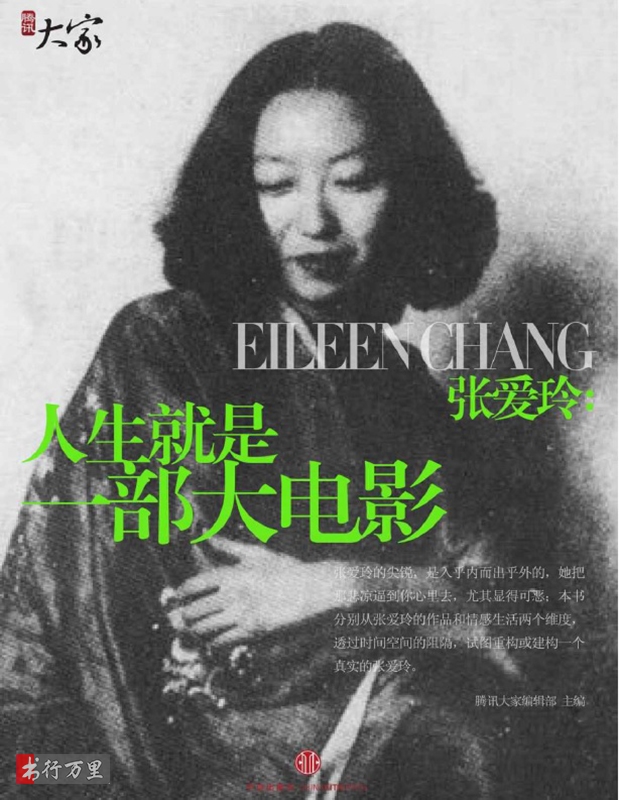 腾讯
大家
EILEEN CHANG
张爱玲:
人生就是
一部大电影
张爱玲的尖锐，是入乎内而出乎外的，她把
那悲凉逼到你心里去，尤其显得可恶；本书
分别从张爱玲的作品和情感生活两个维度，
透过时间空间的阻隔，试图重构或建构一个
真实的张爱玲。
腾讯大家编辑部 主编
书行万里